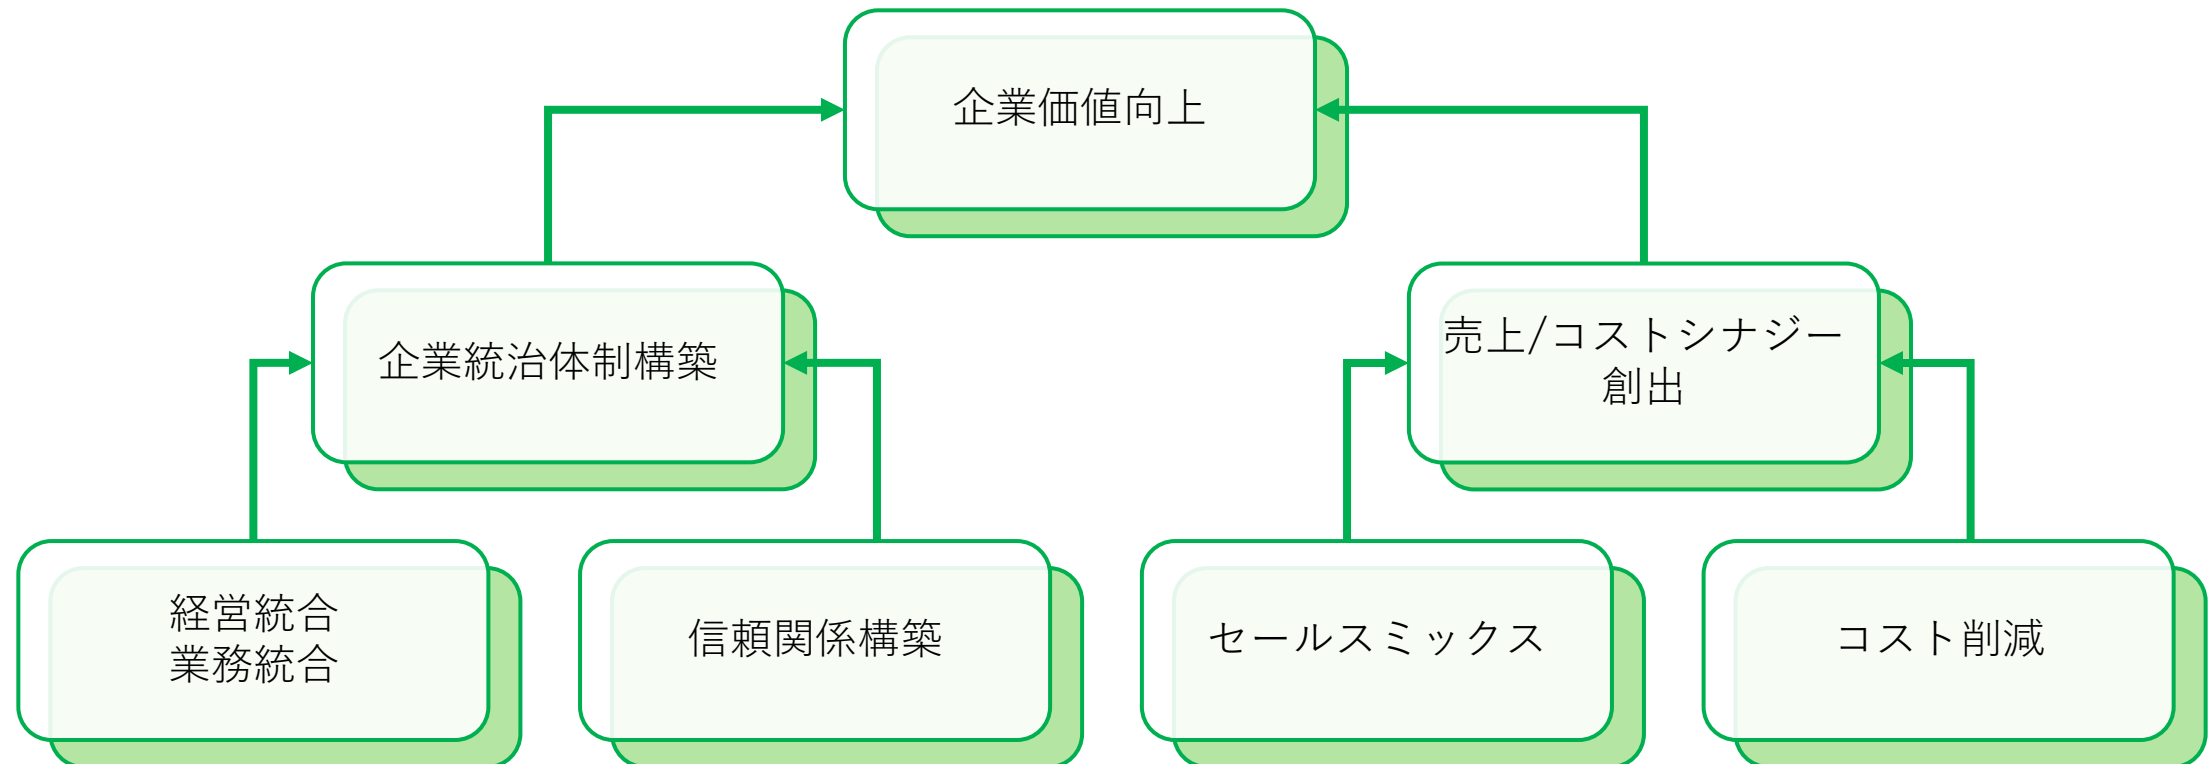 企業価値向上
企業統治体制構築
売上/コストシナジー
創出
経営統合
業務統合
信頼関係構築
セールスミックス
コスト削減